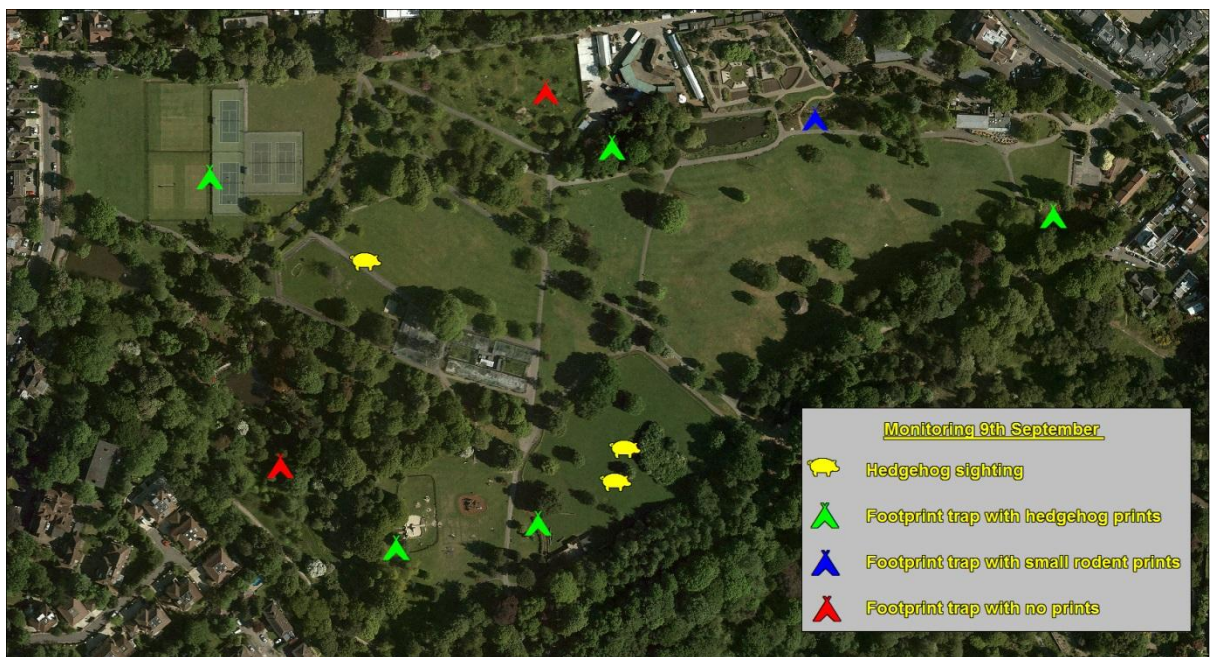 Monitoring 9th September
Hedgehog sighting
Footprint trap with hedgehog prints
Footprint trap with small rodent prints
Footprint trap with no prints